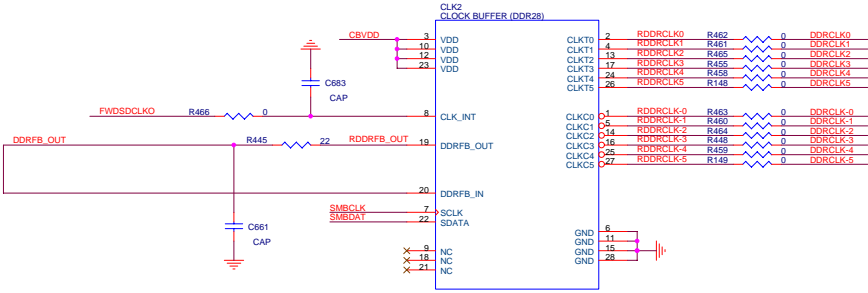 CLK2
CLOCK BUFFER (DDR28)
CBVDD 3 VDD CLKT0 2 RDDRCLK0 R462 0 DDRCLK0
10 VDD CLKT1 4 RDDRCLK1 R461 0 DDRCLK1
12 VDD CLKT2 13 RDDRCLK2 R465 0 DDRCLK2
23 VDD CLKT3 17 RDDRCLK3 R455 0 DDRCLK3
CLKT4 24 RDDRCLK4 R458 0 DDRCLK4
C683 CLKT5 26 RDDRCLK5 R148 0 DDRCLK5
CAP
FWDSDCLKO R466 0 8 CLK_INT CLKC0 1 RDDRCLK-0 R463 0 DDRCLK-0
CLKC1 5 RDDRCLK-1 R460 0 DDRCLK-1
CLKC2 14 RDDRCLK-2 R464 0 DDRCLK-2
DDRFB_OUT R445 22 RDDRFB_OUT 19 DDRFB_OUT CLKC3 16 RDDRCLK-3 R448 0 DDRCLK-3
CLKC4 25 RDDRCLK-4 R459 0 DDRCLK-4
CLKC5 27 RDDRCLK-5 R149 0 DDRCLK-5
20 DDRFB_IN
SMBCLK 7 SCLK
SMBDAT 22 SDATA
C661
CAP
GND 6
GND 11
9 NC GND 15
18 NC GND 28
21 NC